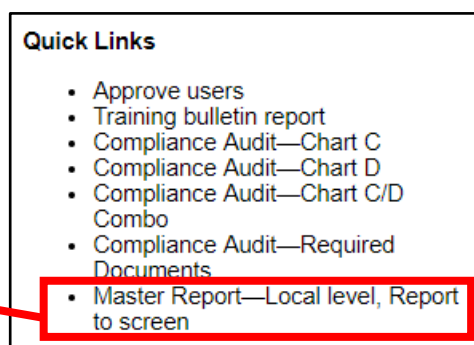 Quick Links
• Approve users
• Training bulletin report
• Compliance Audit—Chart C
• Compliance Audit—Chart D
• Compliance Audit—Chart C/D
Combo
• Compliance Audit—Required
Documents
• Master Report—Local level, Report
to screen